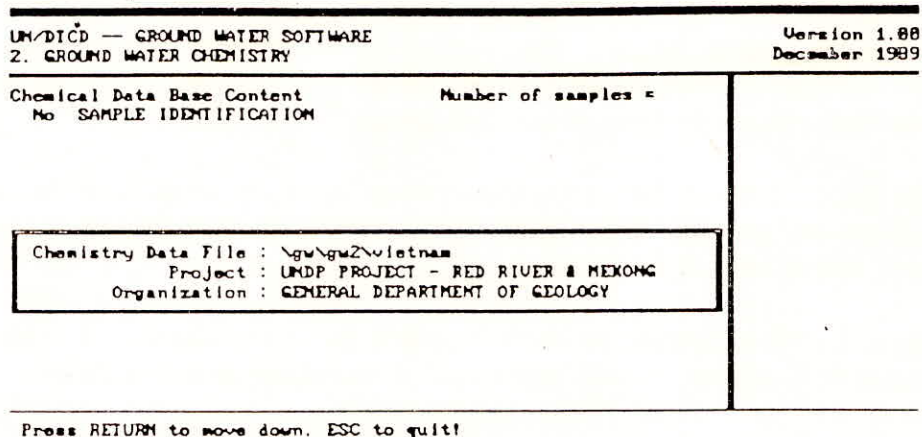 UN/DTCD -- GROUND WATER SOFTWARE
Version 1.00
2. GROUND WATER CHEMISTRY
December 1989
Chemical Data Base Content
Number of samples =
No SAMPLE IDENTIFICATION
Chemistry Data File : \gw\gw2\vietnam
Project : UNDP PROJECT - RED RIVER & MEKONG
Organization : GENERAL DEPARTMENT OF GEOLOGY
Press RETURN to move down, ESC to quit!